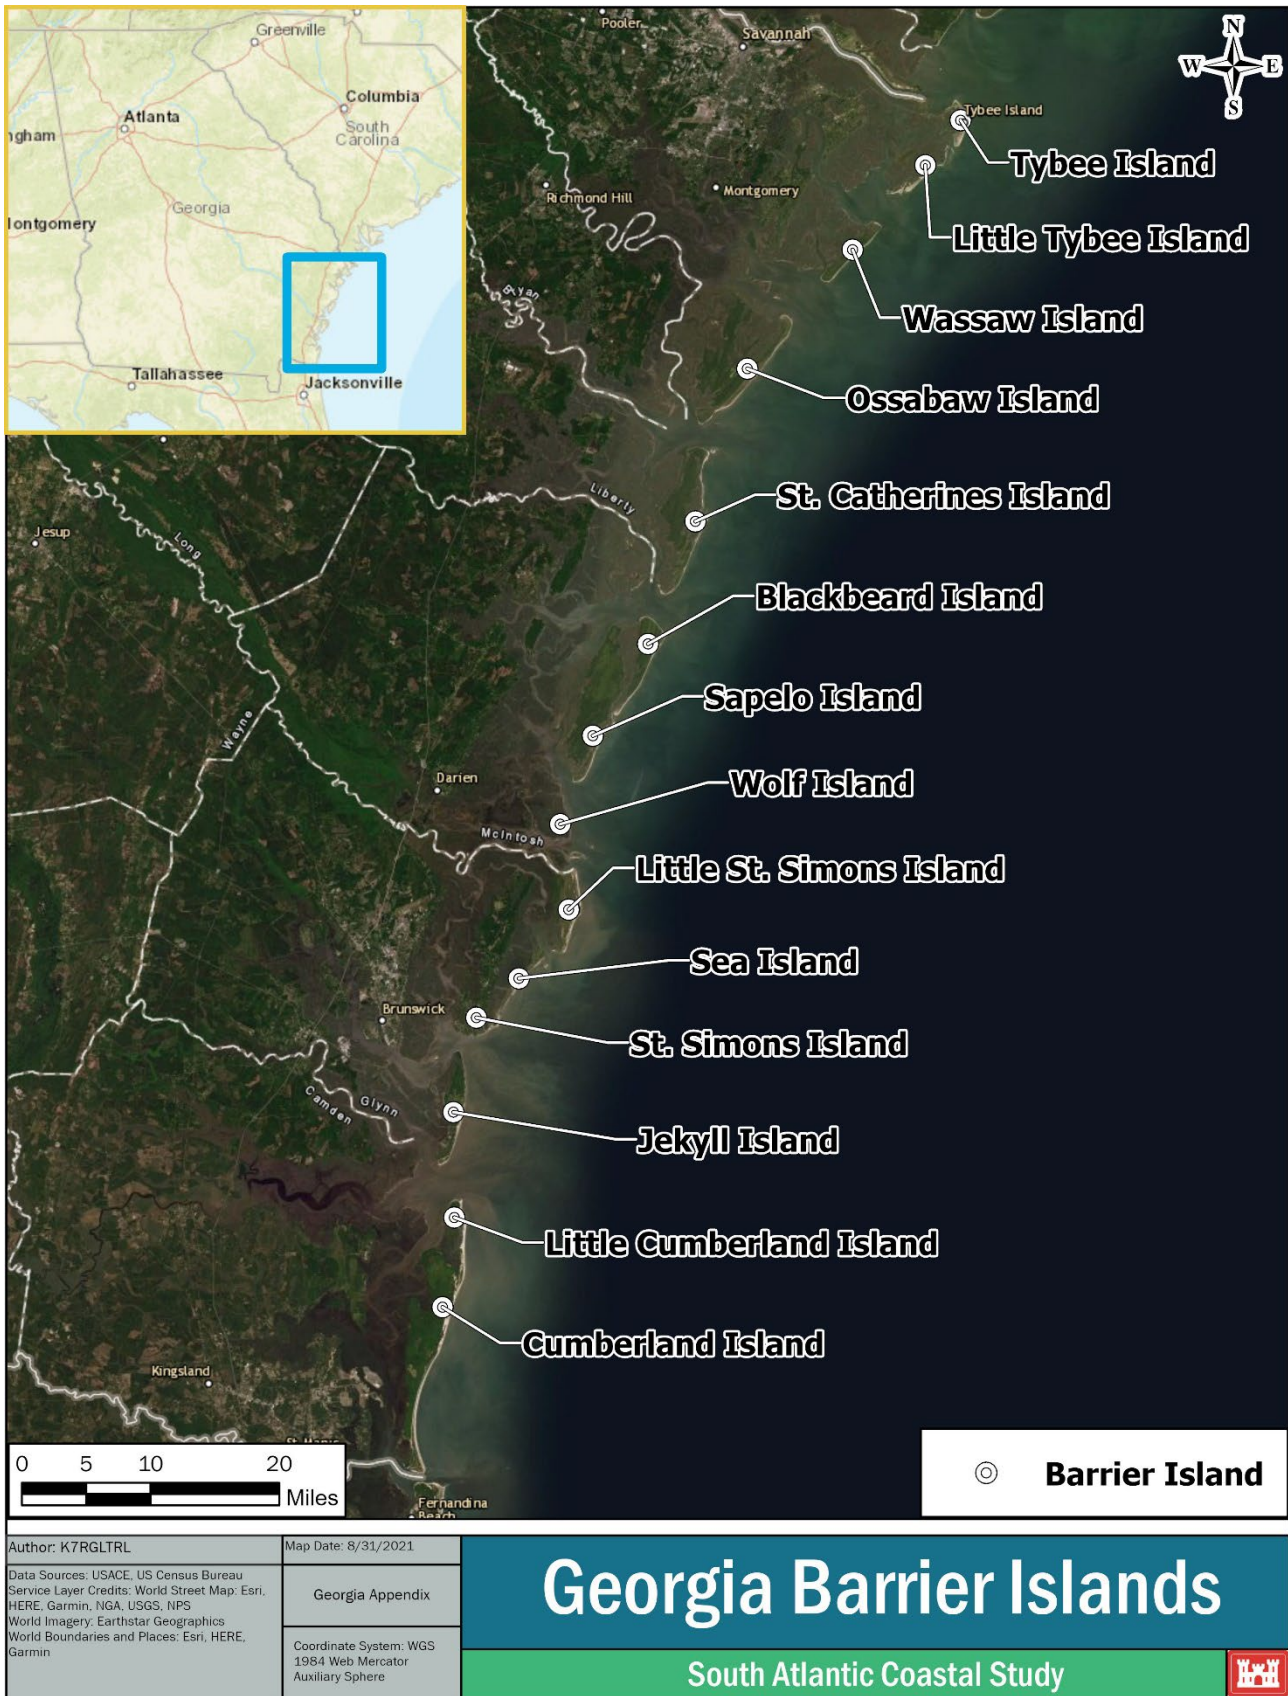 Greenville
Columbia
Atlanta
South
Carolina
ngham
Georgia
lontgomery
Tallahassee
Jacksonville
Pooler
Savannah
N
W E
S
Tybee Island
Tybee Island
Montgomery
Richmond Hill
Little Tybee Island
Bryan
Wassaw Island
Ossabaw Island
Liberty
St. Catherines Island
Jesup
Long
Blackbeard Island
Sapelo Island
Wayne
Darien
Wolf Island
McIntosh
Little St. Simons Island
Sea Island
Brunswick
St. Simons Island
Glynn
Camden
Jekyll Island
Little Cumberland Island
Cumberland Island
Kingsland
St. Marys
0 5 10 20
Miles
Fernandina
Beach
Barrier Island
Author: K7RGLTRL
Map Date: 8/31/2021
Data Sources: USACE, US Census Bureau
Service Layer Credits: World Street Map: Esri,
HERE, Garmin, NGA, USGS, NPS
World Imagery: Earthstar Geographics
World Boundaries and Places: Esri, HERE,
Garmin
Georgia Appendix
Coordinate System: WGS
1984 Web Mercator
Auxiliary Sphere
Georgia Barrier Islands
South Atlantic Coastal Study